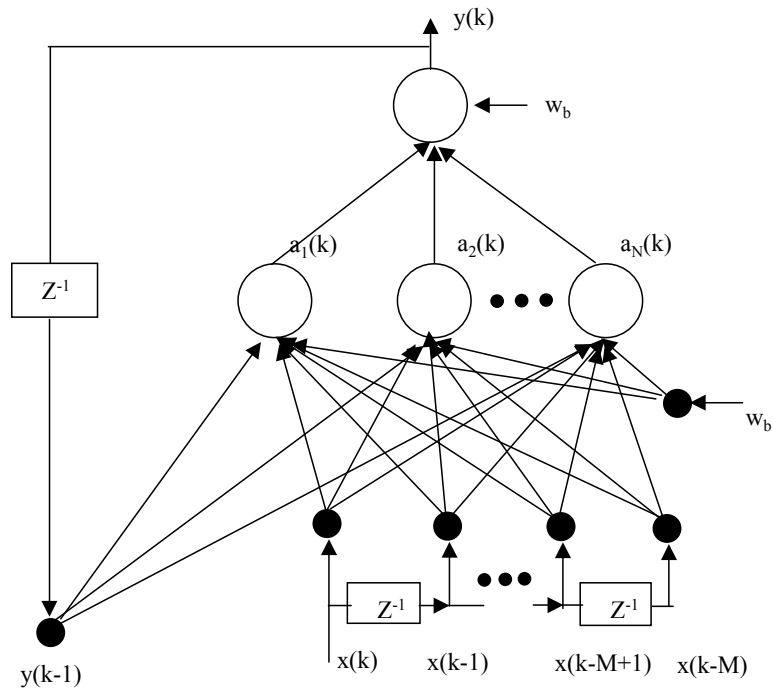 y(k)
w_b
a_1(k) a_2(k) a_N(k)
Z^-1
w_b
Z^-1 Z^-1
x(k) x(k-1) x(k-M+1) x(k-M)
y(k-1)